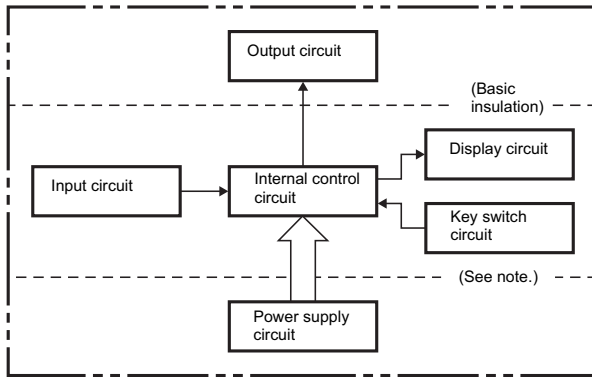 Output circuit
(Basic
insulation)
Display circuit
Input circuit
Internal control
circuit
Key switch
circuit
(See note.)
Power supply
circuit